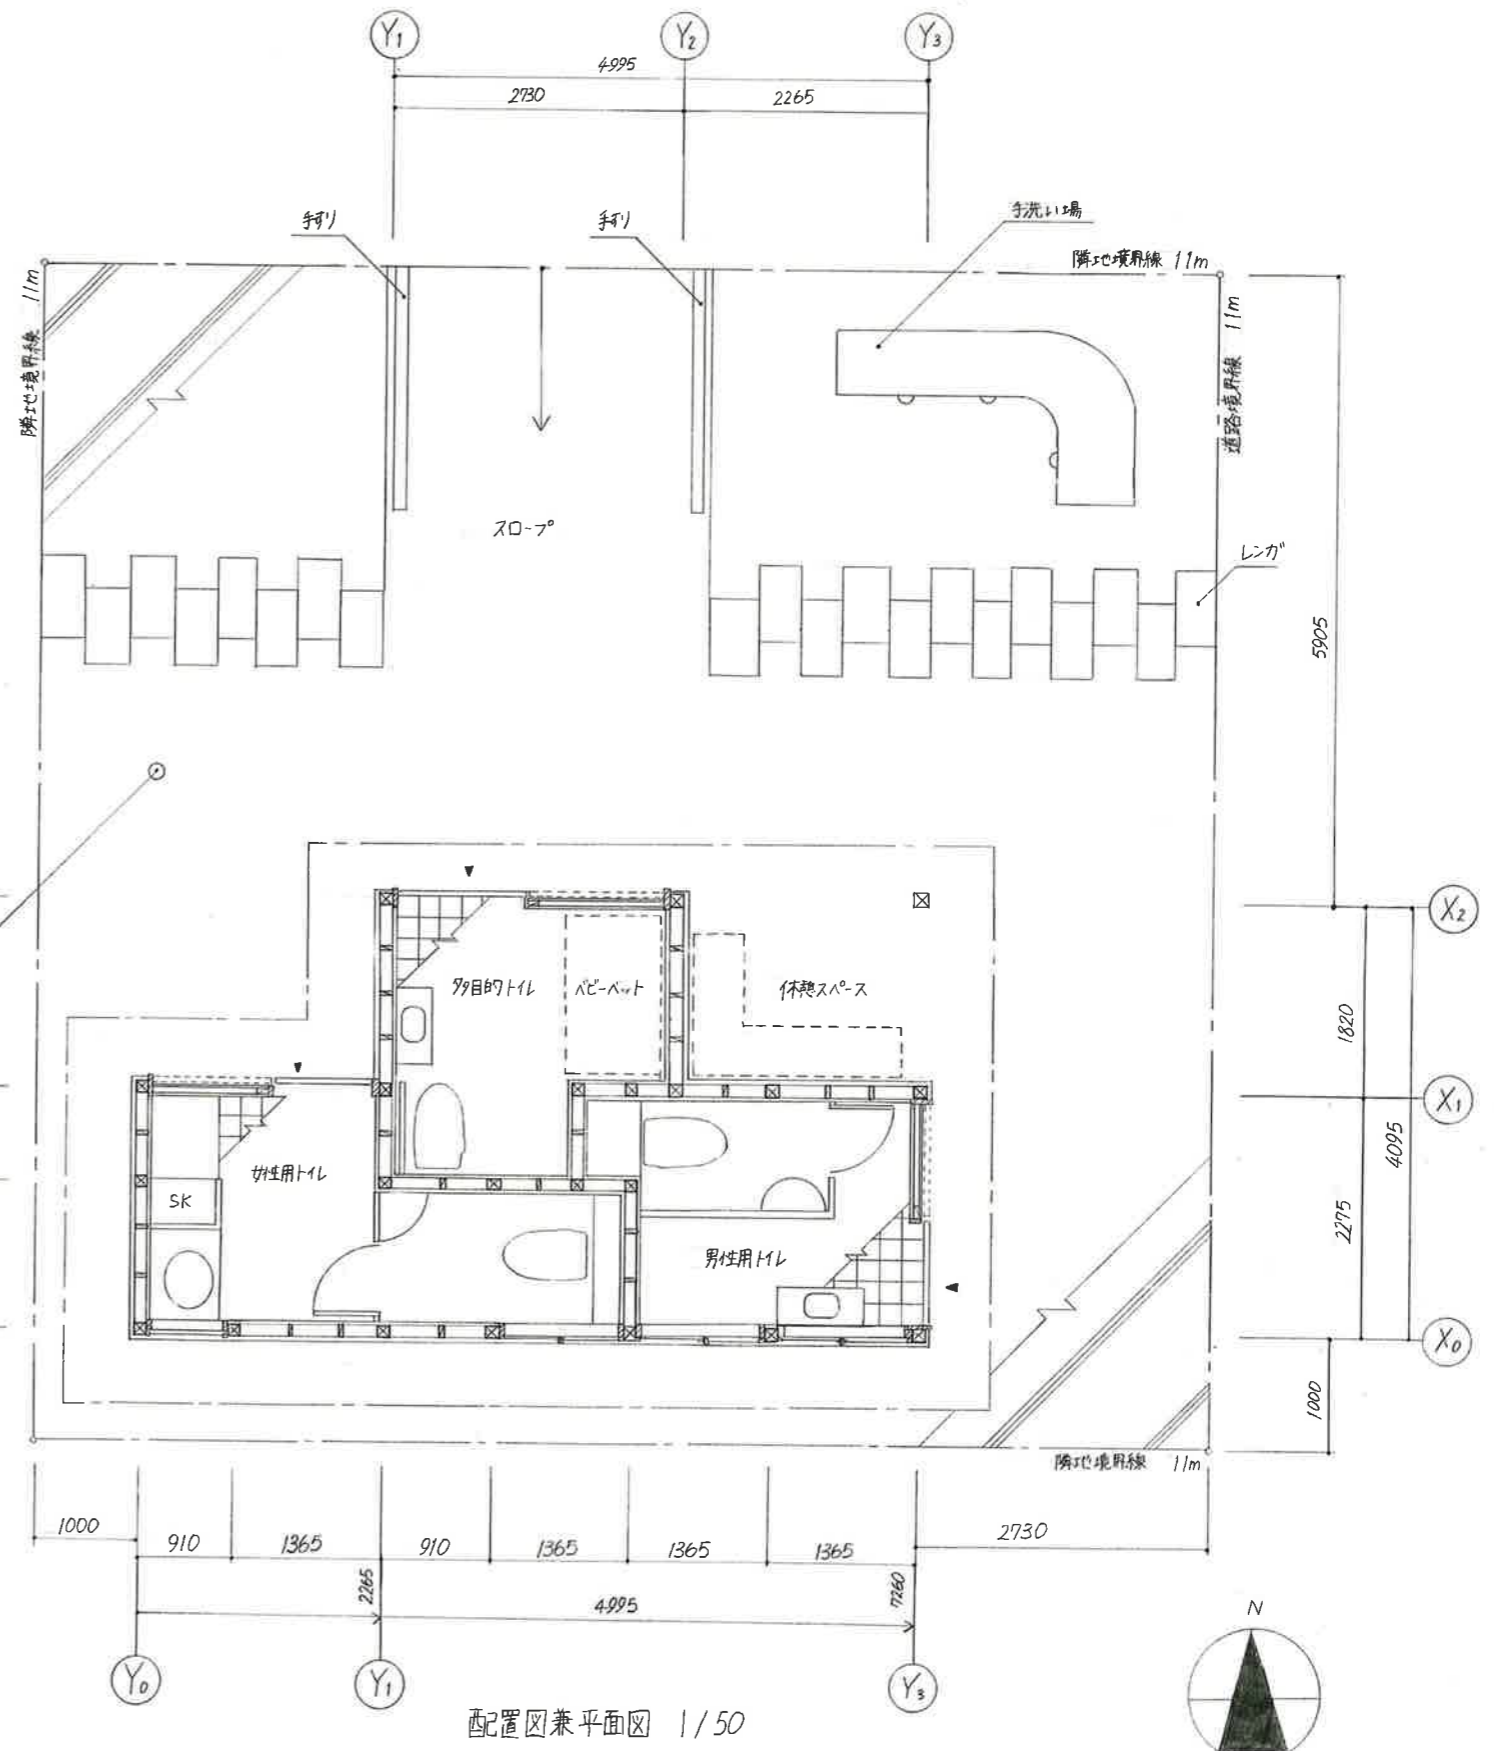 Y₁
Y₂
Y₃
4995
2730
2265
手すり
手すり
手洗い場
隣地境界線 11m
隣地境界線 11m
道路境界線 11m
スロープ
レンガ
5905
X₂
多目的トイレ
ベビーベット
休憩スペース
1820
X₁
4095
女性用トイレ
SK
2275
男性用トイレ
X₀
1000
隣地境界線 11m
1000
910
1365
910
1365
1365
1365
2730
2265
4995
7260
Y₀
Y₁
Y₃
N
配置図兼平面図 1/50